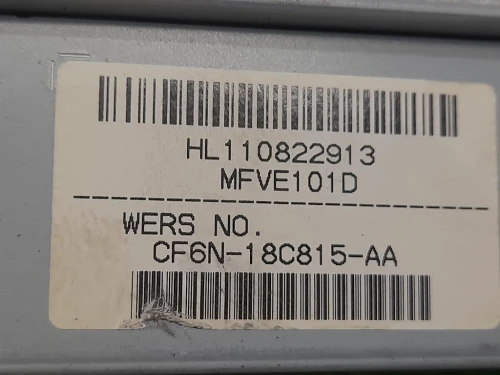 HL110822913
MFVE101D
WERS NO.
CF6N-18C815-AA